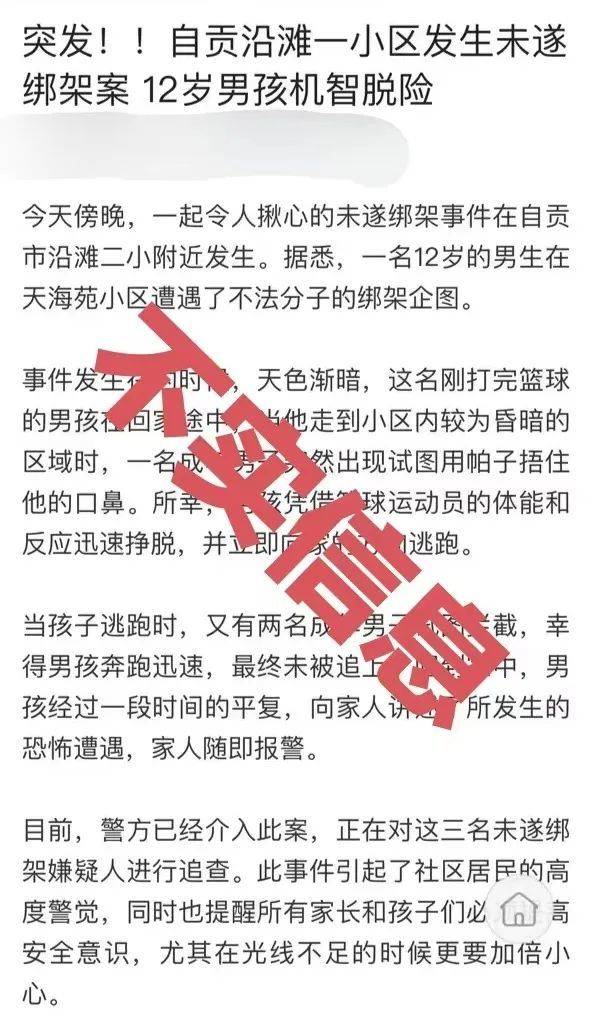 突发！！自贡沿滩一小区发生未遂
绑架案 12岁男孩机智脱险
今天傍晚，一起令人揪心的未遂绑架事件在自贡
市沿滩二小附近发生。据悉，一名12岁的男生在
天海苑小区遭遇了不法分子的绑架企图。
事件发生在 时 ，天色渐暗，这名刚打完篮球
的男孩在回家途中，当他走到小区内较为昏暗的
区域时，一名成 男子突然出现试图用帕子捂住
他的口鼻。所幸， 孩凭借篮球运动员的体能和
反应迅速挣脱，并立即向家 方向逃跑。
当孩子逃跑时，又有两名成年男子试图拦截，幸
得男孩奔跑迅速，最终未被追上。 中，男
孩经过一段时间的平复，向家人讲述了所发生的
恐怖遭遇，家人随即报警。
目前，警方已经介入此案，正在对这三名未遂绑
架嫌疑人进行追查。此事件引起了社区居民的高
度警觉，同时也提醒所有家长和孩子们必 高
安全意识，尤其在光线不足的时候更要加倍小
心。
不实信息